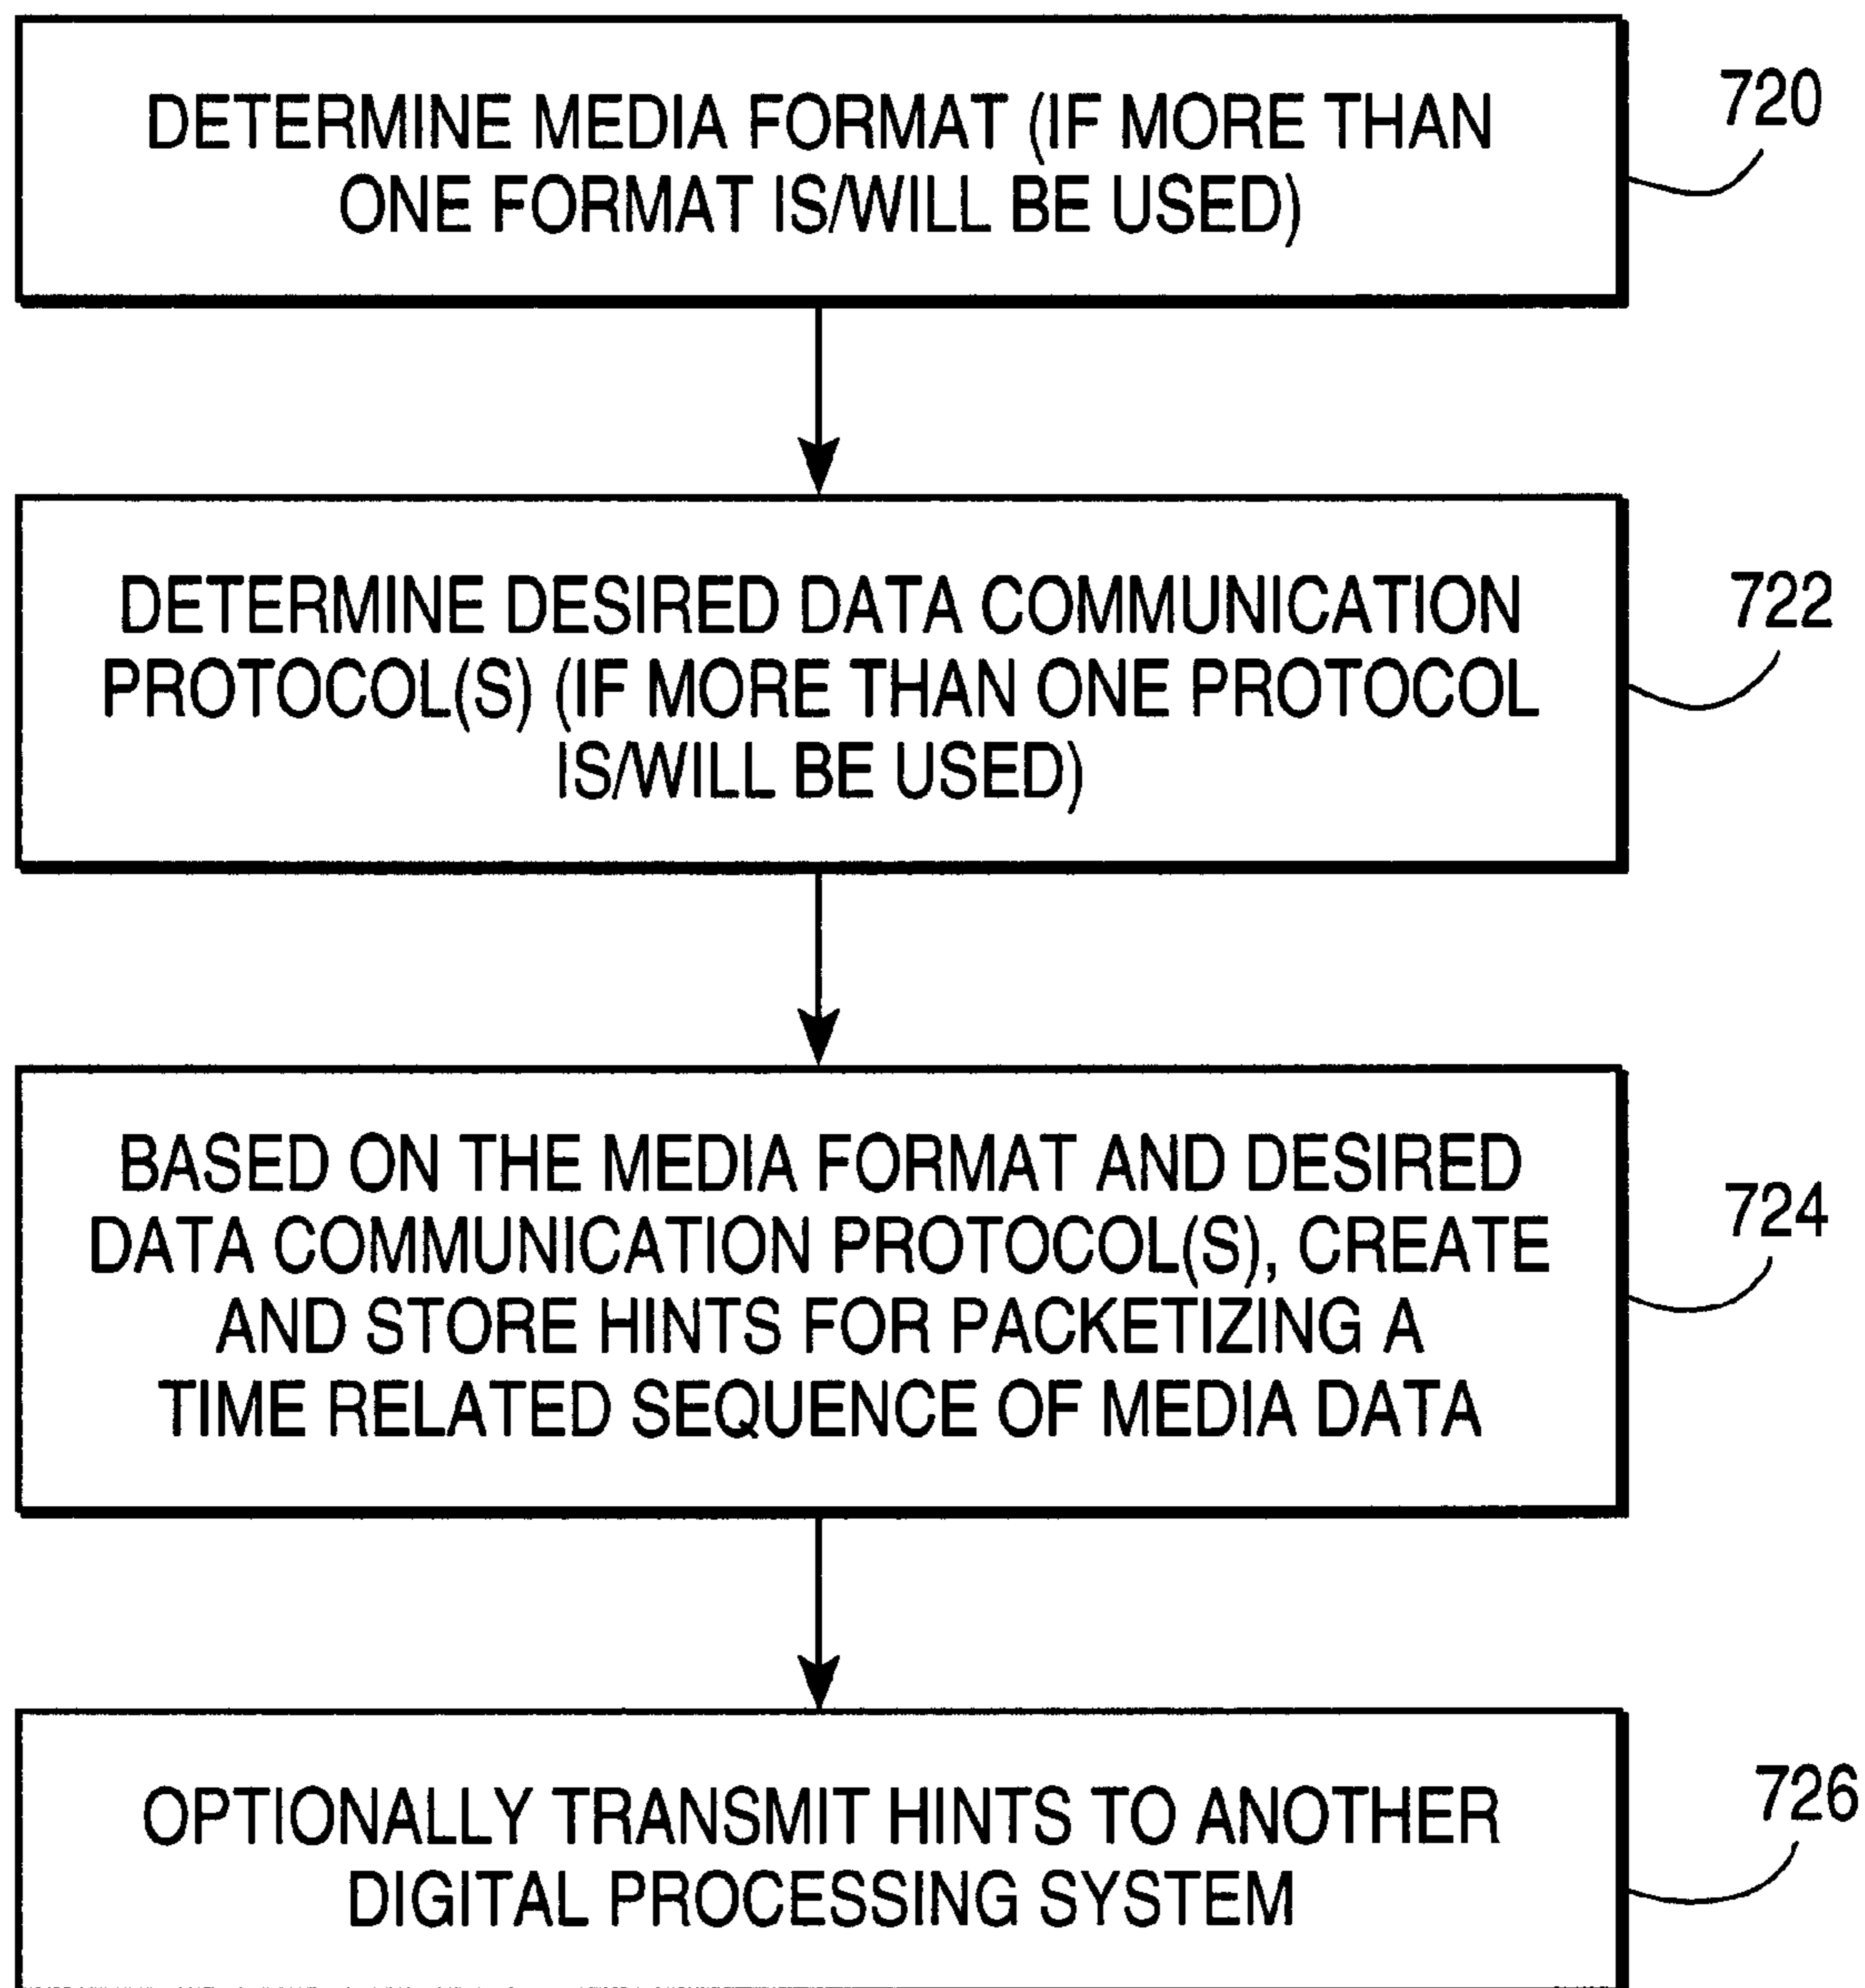 DETERMINE MEDIA FORMAT (IF MORE THAN
ONE FORMAT IS/WILL BE USED)
720
DETERMINE DESIRED DATA COMMUNICATION
PROTOCOL(S) (IF MORE THAN ONE PROTOCOL
IS/WILL BE USED)
722
BASED ON THE MEDIA FORMAT AND DESIRED
DATA COMMUNICATION PROTOCOL(S), CREATE
AND STORE HINTS FOR PACKETIZING A
TIME RELATED SEQUENCE OF MEDIA DATA
724
OPTIONALLY TRANSMIT HINTS TO ANOTHER
DIGITAL PROCESSING SYSTEM
726